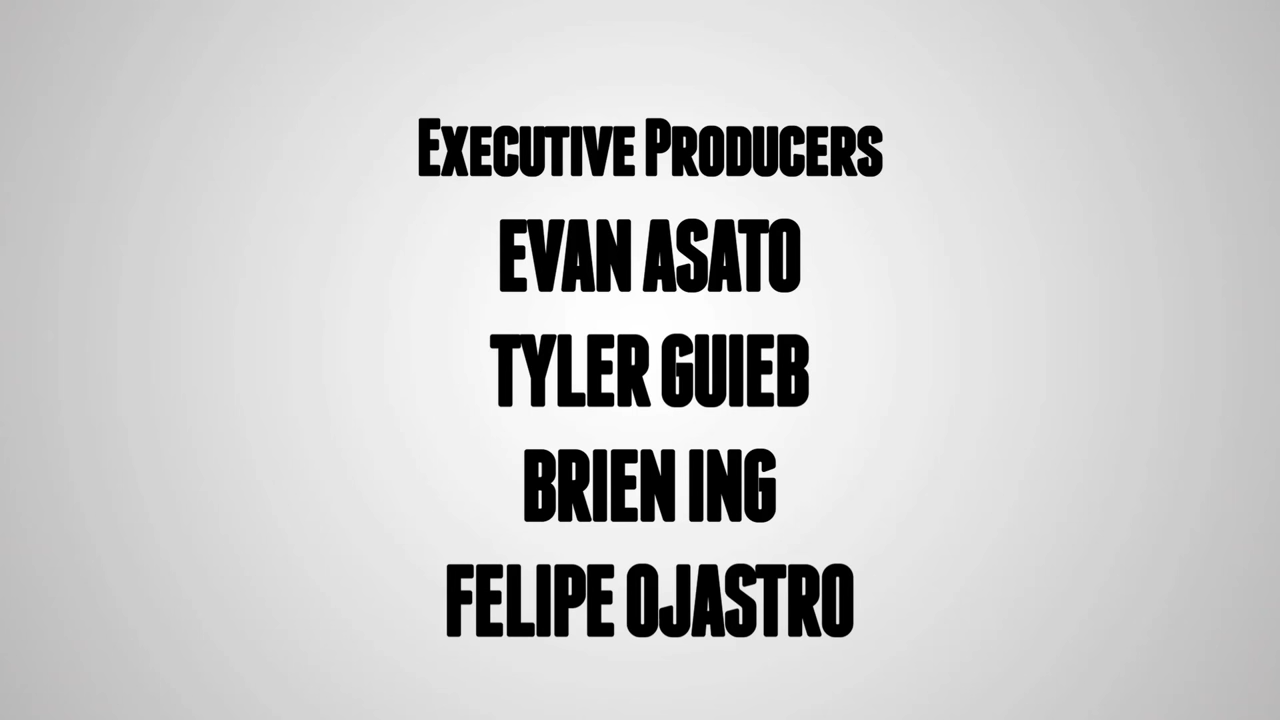 Executive Producers
EVAN ASATO
TYLER GUIEB
BRIEN ING
FELIPE OJASTRO